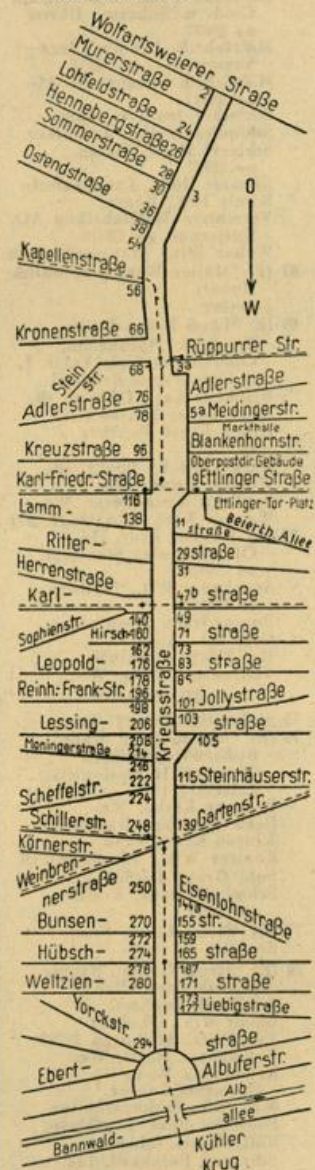 Wolfartsweierer Straße
Murerstraße 2
Lohfeldstraße 24
Hennebergstraße 26
Sommerstraße 28
30
Ostendstraße 36
38
54
3
O
W
Kapellenstraße
56
Kronenstraße 66
Rüppurrer Str.
3a
Stein
str.
68
Adlerstraße
Adlerstraße 76
78
5a Meidingerstr.
Markthalle
Blankenhornstr.
Kreuzstraße 96
Oberpostdir. Gebäude
Karl-Friedr.-Straße
9 Ettlinger Straße
116
Ettlinger-Tor-Platz
Lamm-
138
11
straße
Beierth. Allee
Ritter-
29 straße
31
Herrenstraße
Karl-
47b straße
Sophienstr.
140
49
Hirsch 160
71 straße
162
73
Leopold- 176
83 straße
178
85
Reinh.-Frank-Str. 196
101 Jollystraße
198
Lessing- 206
103 straße
Kriegsstraße
208
105
Moningerstraße 214
216
222
115 Steinhäuserstr.
Scheffelstr.
224
Schillerstr. 248
139 Gartenstr.
Körnerstr.
Weinbren-
nerstraße 250
Eisenlohrstraße
144a
Bunsen- 270
155 str.
272
159
Hübsch- 274
165 straße
276
167
Weltzien- 280
171 straße
173
177 Liebigstraße
Yorckstr.
294
straße
Ebert-
Albuferstr.
Alb
allee
Bannwald-
Kühler
Krug